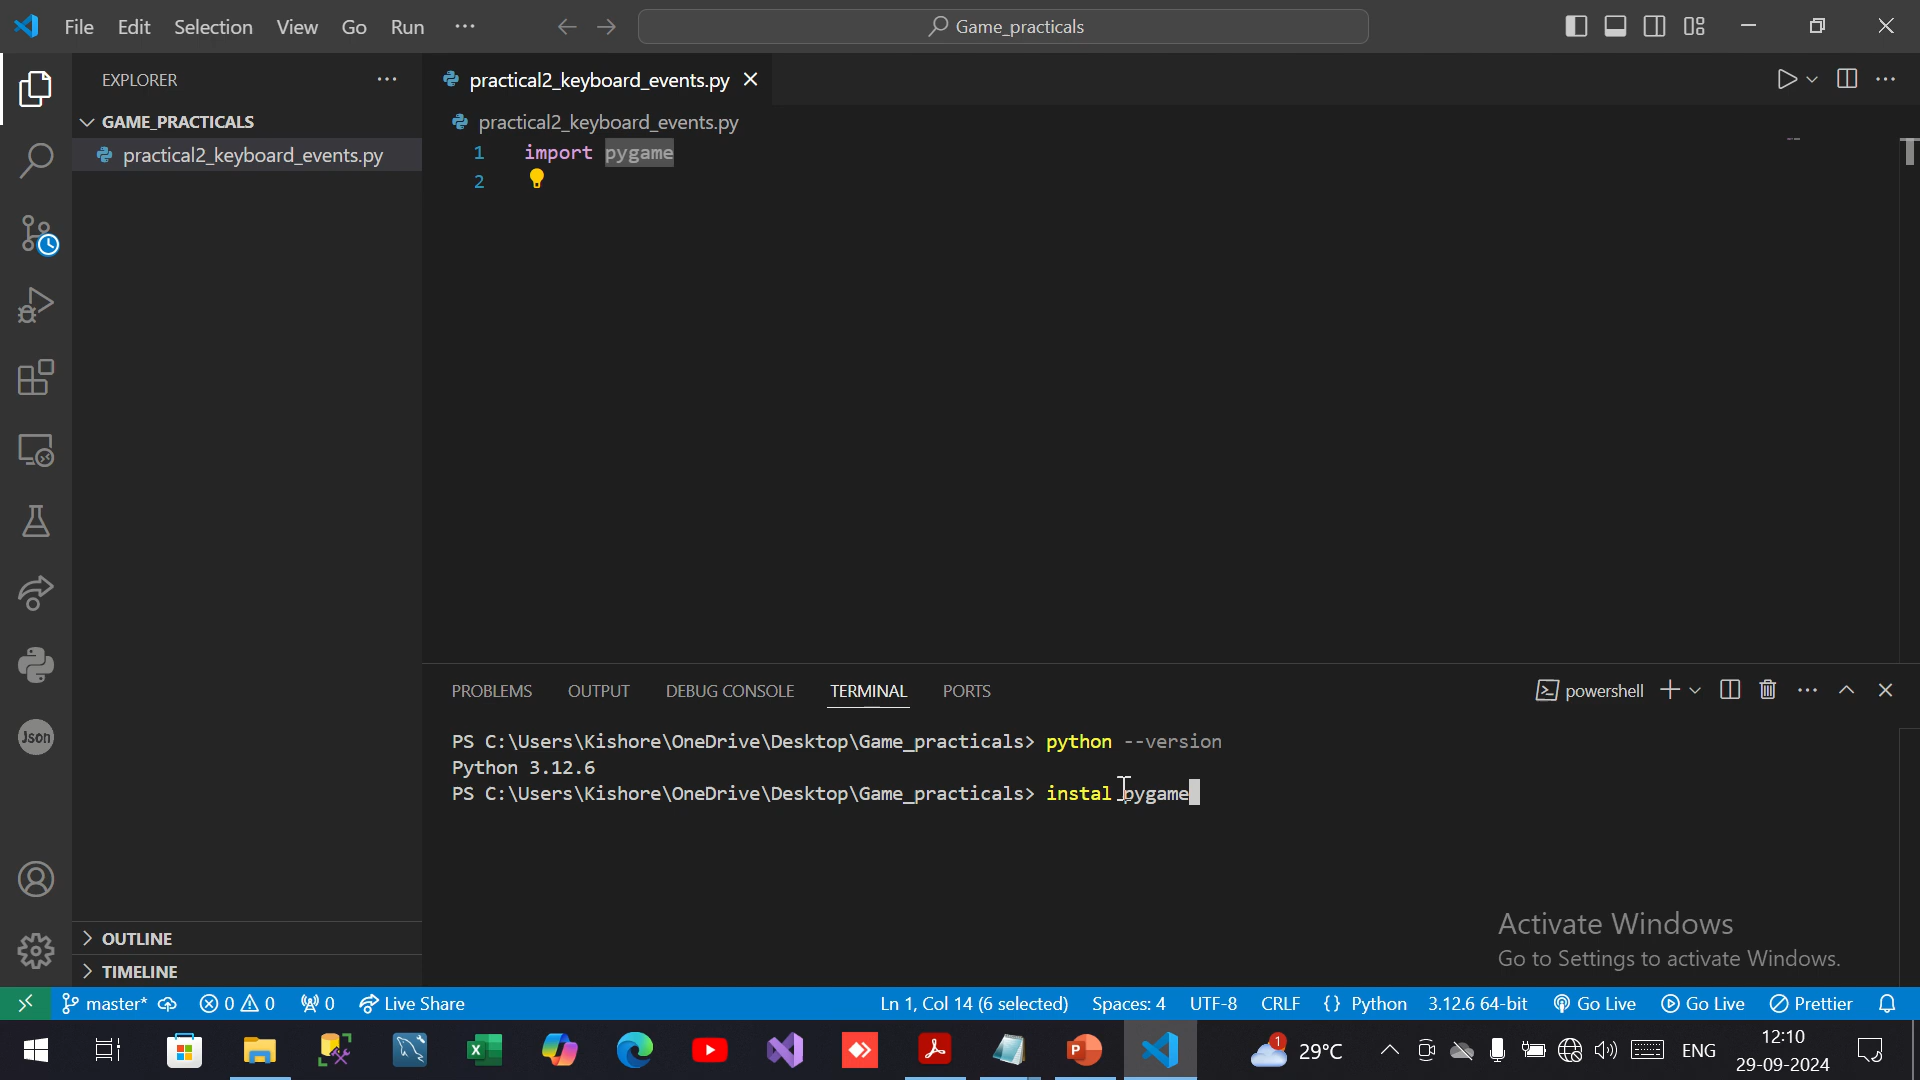 File Edit Selection View Go Run ··· Game_practicals
EXPLORER ···
GAME_PRACTICALS
practical2_keyboard_events.py
practical2_keyboard_events.py
practical2_keyboard_events.py
1 import pygame
2
PROBLEMS OUTPUT DEBUG CONSOLE TERMINAL PORTS powershell
PS C:\Users\Kishore\OneDrive\Desktop\Game_practicals> python --version
Python 3.12.6
PS C:\Users\Kishore\OneDrive\Desktop\Game_practicals> instal pygame
Json
Activate Windows
Go to Settings to activate Windows.
OUTLINE
TIMELINE
master* 0 0 0 Live Share Ln 1, Col 14 (6 selected) Spaces: 4 UTF-8 CRLF {} Python 3.12.6 64-bit Go Live Go Live Prettier
1 29°C ENG 12:10
29-09-2024